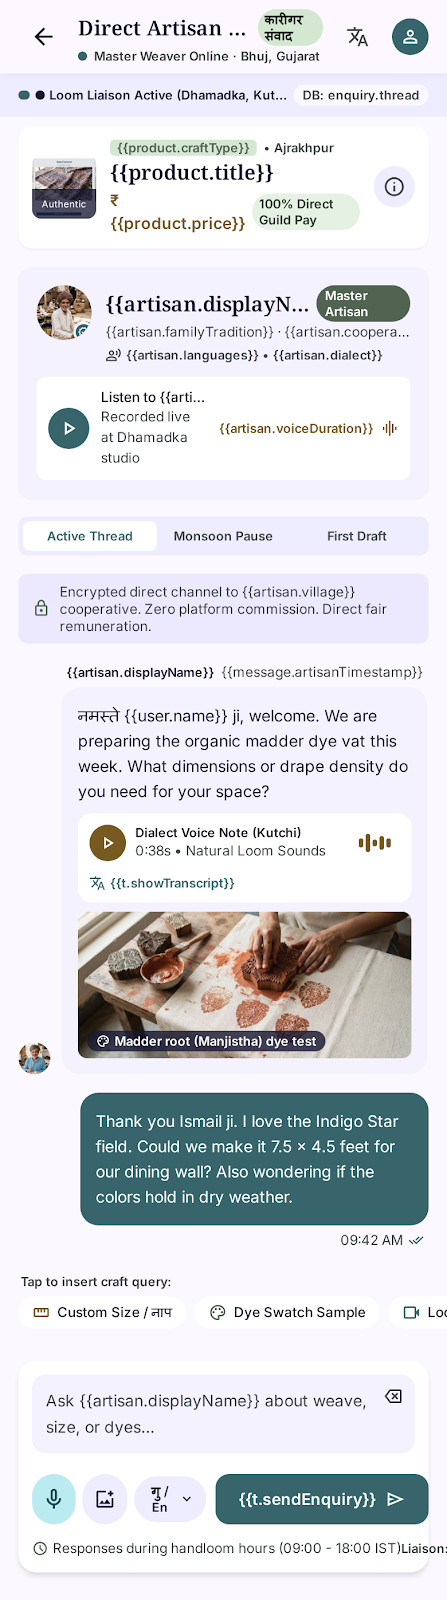 Direct Artisan ...
कारीगर
संवाद
Master Weaver Online · Bhuj, Gujarat
Loom Liaison Active (Dhamadka, Kut...
DB: enquiry.thread
{{product.craftType}}
• Ajrakhpur
{{product.title}}
₹
{{product.price}}
100% Direct
Guild Pay
Authentic
{{artisan.displayN...
Master
Artisan
{{artisan.familyTradition}} · {{artisan.coopera...
{{artisan.languages}} • {{artisan.dialect}}
Listen to {{arti...
Recorded live
at Dhamadka
studio
{{artisan.voiceDuration}}
Active Thread
Monsoon Pause
First Draft
Encrypted direct channel to {{artisan.village}}
cooperative. Zero platform commission. Direct fair
remuneration.
{{artisan.displayName}} {{message.artisanTimestamp}}
नमस्ते {{user.name}} ji, welcome. We are
preparing the organic madder dye vat this
week. What dimensions or drape density do
you need for your space?
Dialect Voice Note (Kutchi)
0:38s • Natural Loom Sounds
{{t.showTranscript}}
Madder root (Manjistha) dye test
Thank you Ismail ji. I love the Indigo Star
field. Could we make it 7.5 × 4.5 feet for
our dining wall? Also wondering if the
colors hold in dry weather.
09:42 AM
Tap to insert craft query:
Custom Size / नाप
Dye Swatch Sample
Loo
Ask {{artisan.displayName}} about weave,
size, or dyes...
गु /
En
{{t.sendEnquiry}}
Responses during handloom hours (09:00 - 18:00 IST)
Liaison: